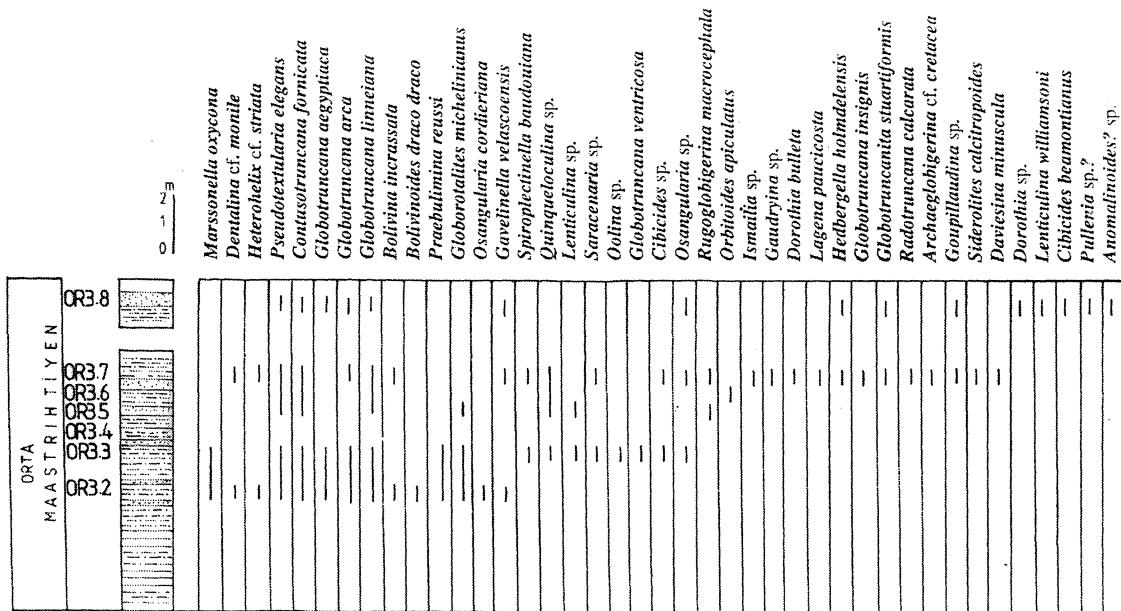 Marssonella oxycona
Dentalina cf. monile
Heterohelix cf. striata
Pseudotextularia elegans
Contusotruncana fornicata
Globotruncana aegyptiaca
Globotruncana arca
Globotruncana linneiana
Bolivina incrassata
Bolivinoides draco draco
Praebulimina reussi
Globorotalites michelinianus
Osangularia cordieriana
Gavelinella velascoensis
Spiroplectinella baudouiana
Quinqueloculina sp.
Lenticulina sp.
Saracenaria sp.
Oolina sp.
Globotruncana ventricosa
Cibicides sp.
Osangularia sp.
Rugoglobigerina macrocephala
Orbitoides apiculatus
Ismailia sp.
Gaudryina sp.
Dorothia bulleta
Lagena paucicosta
Hedbergella holmdelensis
Globotruncana insignis
Globotruncanita stuartiformis
Radotruncana calcarata
Archaeglobigerina cf. cretacea
Goupillaudina sp.
Siderolites calcitropoides
Daviesina minuscula
Dorothia sp.
Lenticulina williamsoni
Cibicides beamontianus
Pullenia sp.?
Anomalinoides? sp.
m
2
1
0
ORTA
MAASTRIHTİYEN
OR3.8
OR3.7
OR3.6
OR3.5
OR3.4
OR3.3
OR3.2